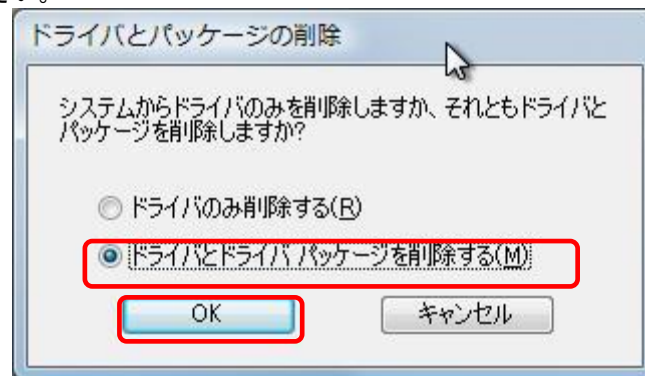 さい。
ドライバとパッケージの削除
システムからドライバのみを削除しますか、それともドライバと
パッケージを削除しますか?
ドライバのみ削除する(R)
ドライバとドライバ パッケージを削除する(M)
OK
キャンセル